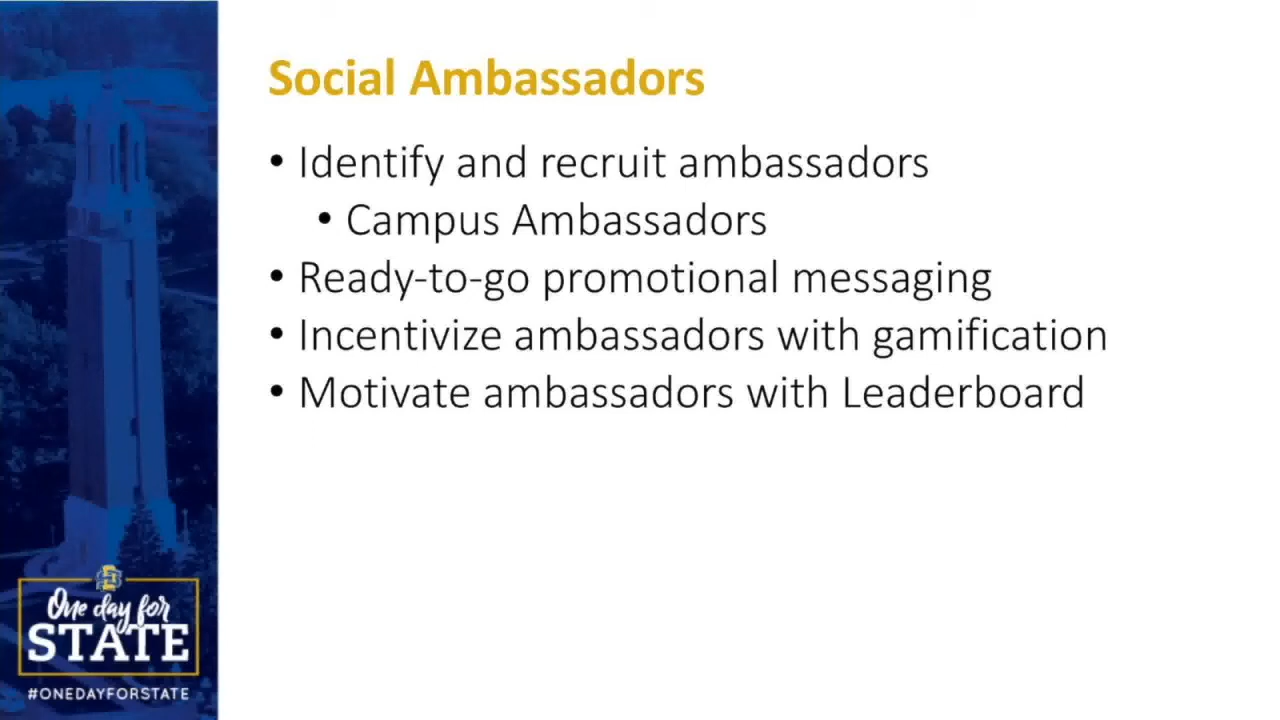 Social Ambassadors
• Identify and recruit ambassadors
• Campus Ambassadors
• Ready-to-go promotional messaging
• Incentivize ambassadors with gamification
• Motivate ambassadors with Leaderboard
One day for
STATE
#ONEDAYFORSTATE